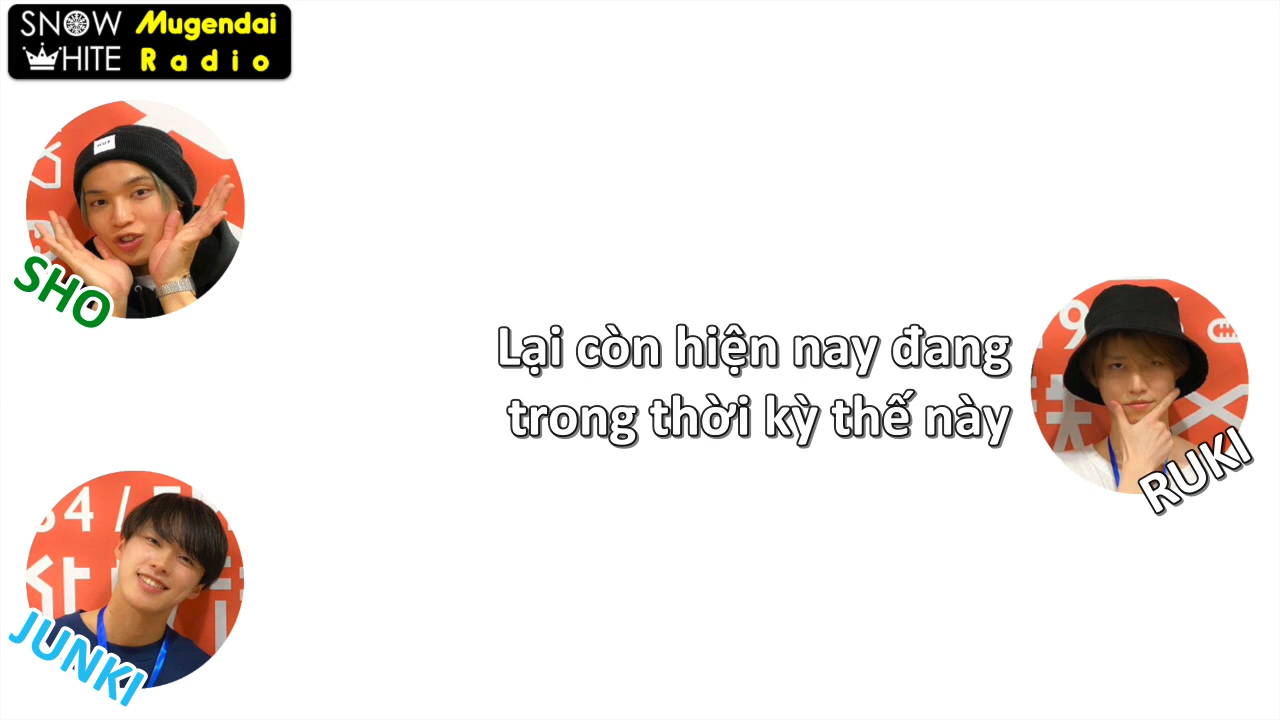 SNOW WHITE
Mugendai Radio
SHO
Lại còn hiện nay đang
trong thời kỳ thế này
RUKI
JUNKI